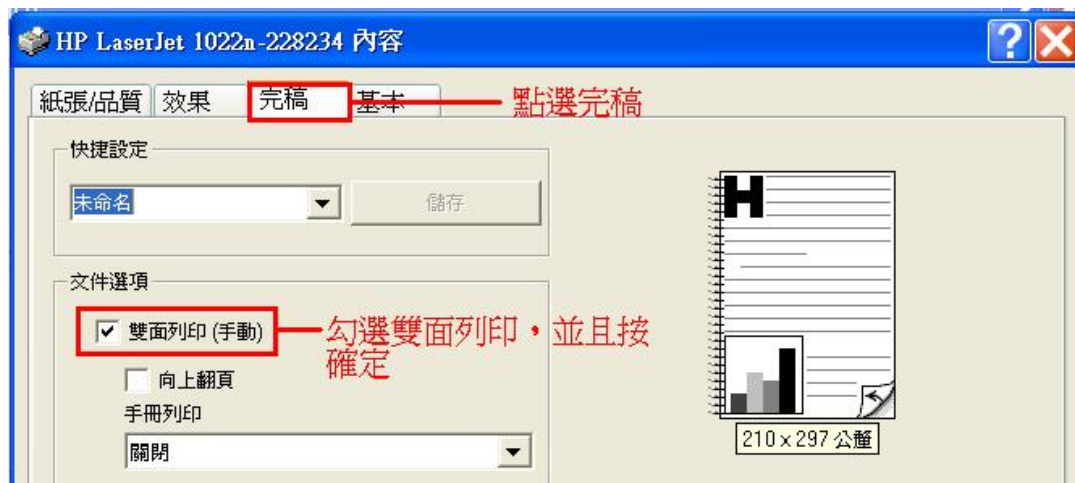 HP LaserJet 1022n-228234 內容
紙張/品質 效果 完稿 基本 點選完稿
快捷設定
未命名 儲存
文件選項
雙面列印 (手動) 勾選雙面列印，並且按
確定
向上翻頁
手冊列印
關閉
210 x 297 公釐